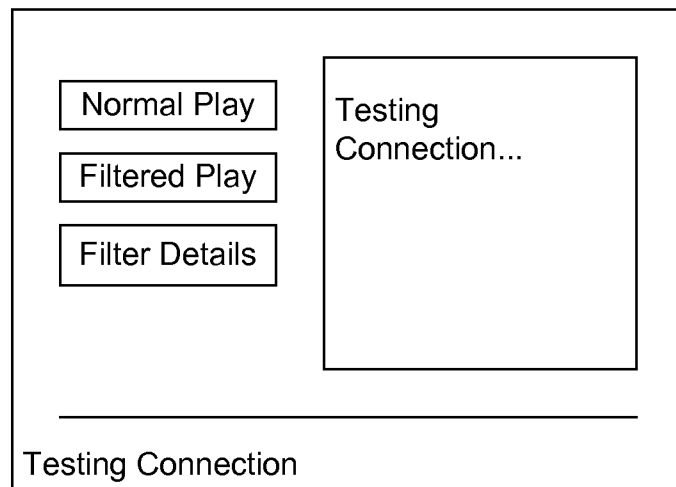 Normal Play
Filtered Play
Filter Details
Testing
Connection...
Testing Connection